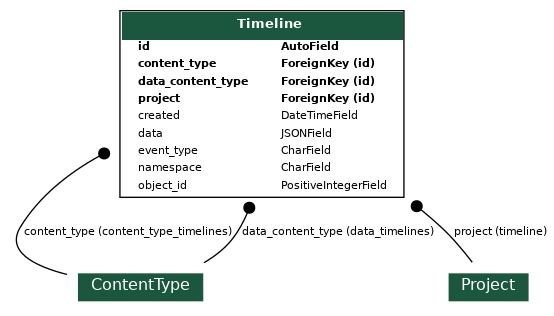 Timeline
id AutoField
content_type ForeignKey (id)
data_content_type ForeignKey (id)
project ForeignKey (id)
created DateTimeField
data JSONField
event_type CharField
namespace CharField
object_id PositiveIntegerField
content_type (content_type_timelines) data_content_type (data_timelines) project (timeline)
ContentType Project